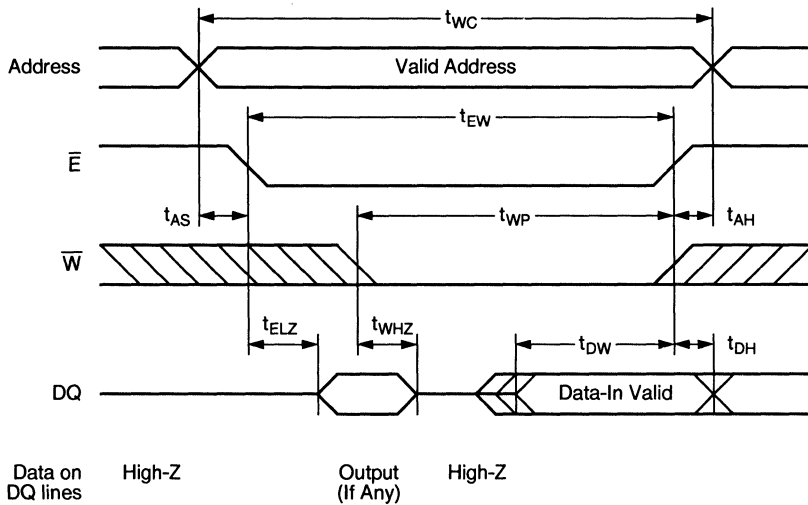 tWC
Address
Valid Address
tEW
E
tAS
tWP
tAH
W
tELZ
tWHZ
tDW
tDH
DQ
Data-In Valid
Data on
DQ lines
High-Z
Output
(If Any)
High-Z